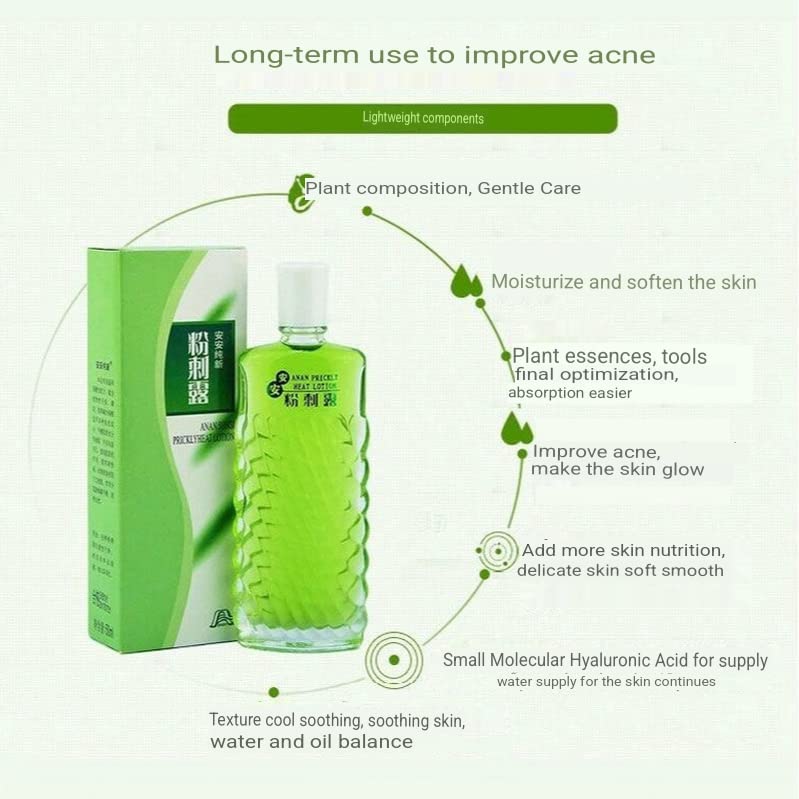 Long-term use to improve acne
Lightweight components
Plant composition, Gentle Care
Moisturize and soften the skin
Plant essences, tools
final optimization,
absorption easier
Improve acne,
make the skin glow
Add more skin nutrition,
delicate skin soft smooth
Small Molecular Hyaluronic Acid for supply
water supply for the skin continues
Texture cool soothing, soothing skin,
water and oil balance
安安纯新
粉刺露
ANAN
PRICKLYHEAT LOTION
安安
ANAN PRICKLY
HEAT LOTION
粉刺露